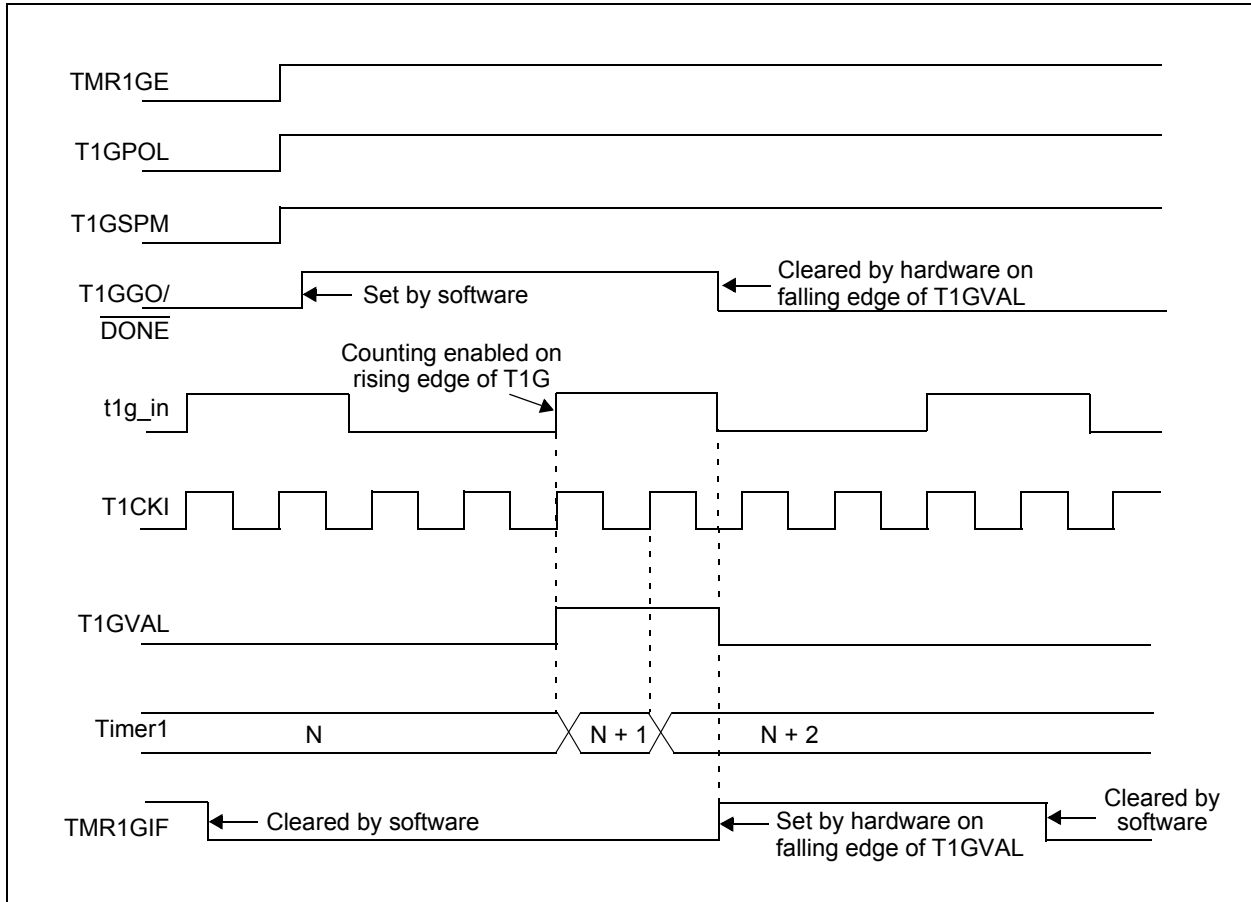 TMR1GE
T1GPOL
T1GSPM
T1GGO/
DONE
Set by software
Cleared by hardware on
falling edge of T1GVAL
Counting enabled on
rising edge of T1G
t1g_in
T1CKI
T1GVAL
Timer1
N
N + 1
N + 2
TMR1GIF
Cleared by software
Set by hardware on
falling edge of T1GVAL
Cleared by
software